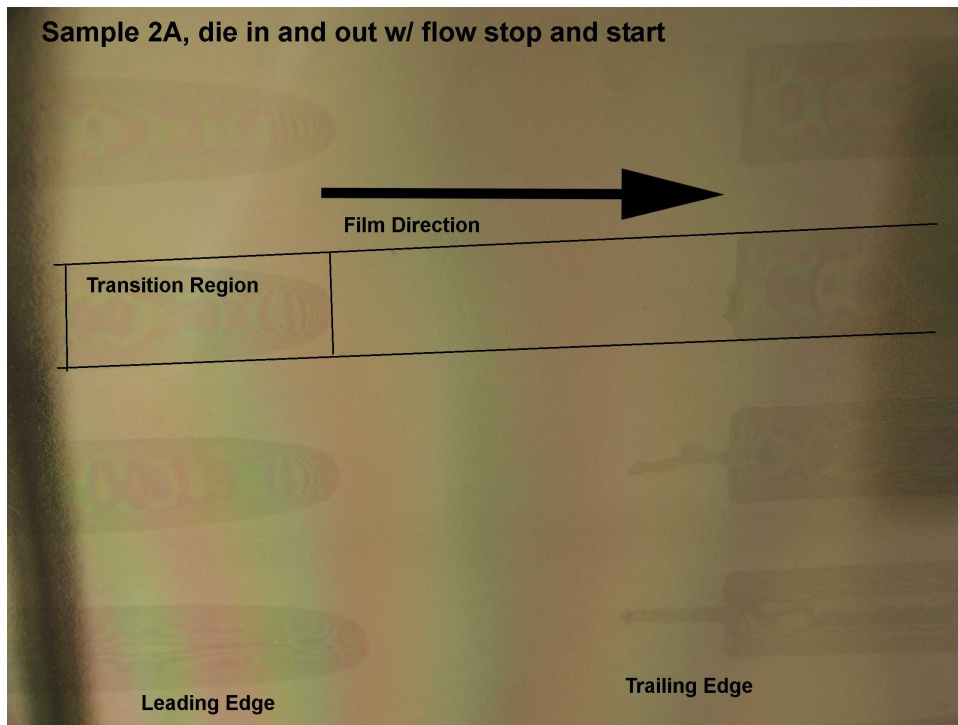 Sample 2A, die in and out w/ flow stop and start
Film Direction
Transition Region
Trailing Edge
Leading Edge